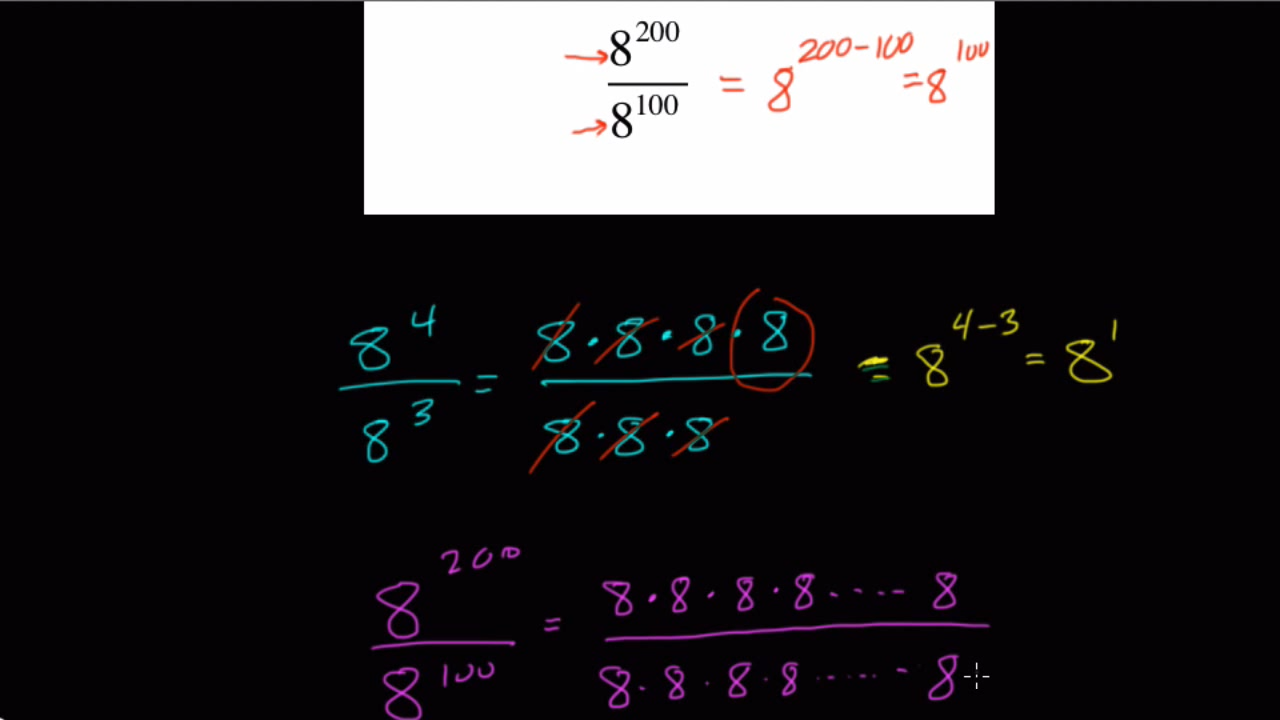 → 8^200 / → 8^100 = 8^200-100 = 8^100
8^4 / 8^3 = 8 · 8 · 8 · 8 / 8 · 8 · 8 = 8^4-3 = 8^1
8^200 / 8^100 = 8 · 8 · 8 · 8 · ---- 8 / 8 · 8 · 8 · 8 ······- 8